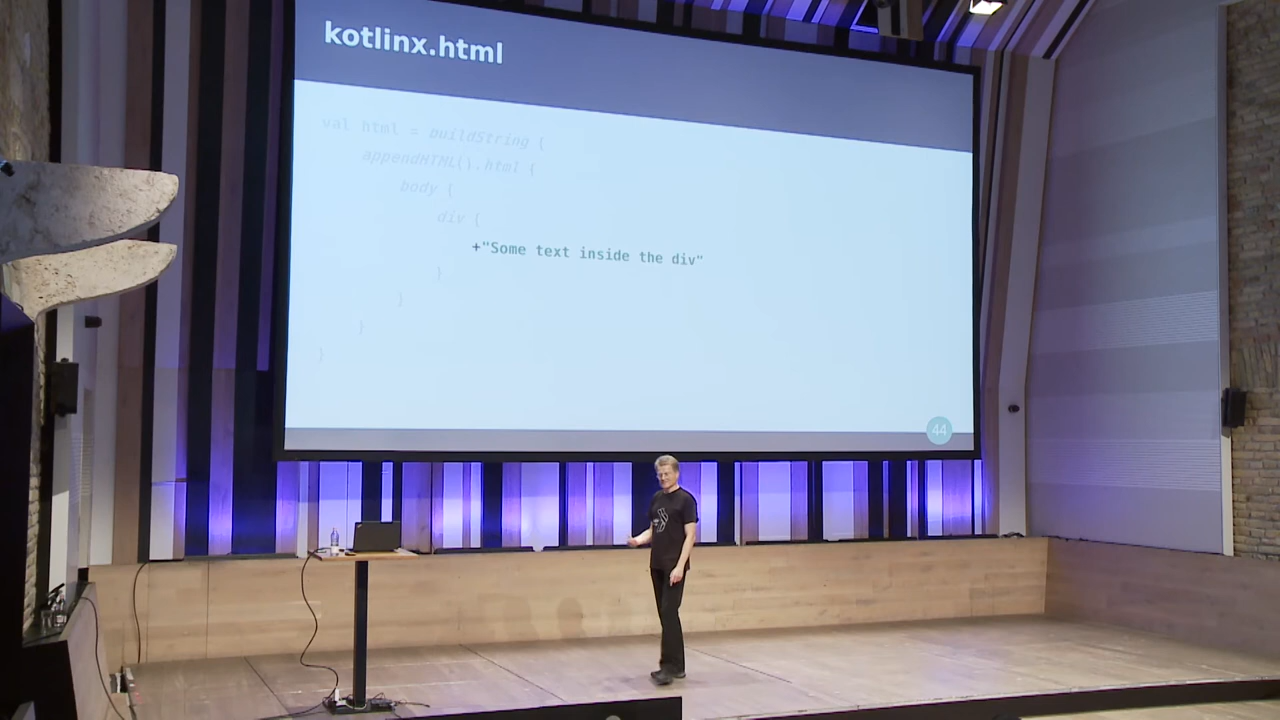 kotlinx.html
val html = buildString {
appendHTML().html {
body {
div {
+"Some text inside the div"
}
}
}
}
44